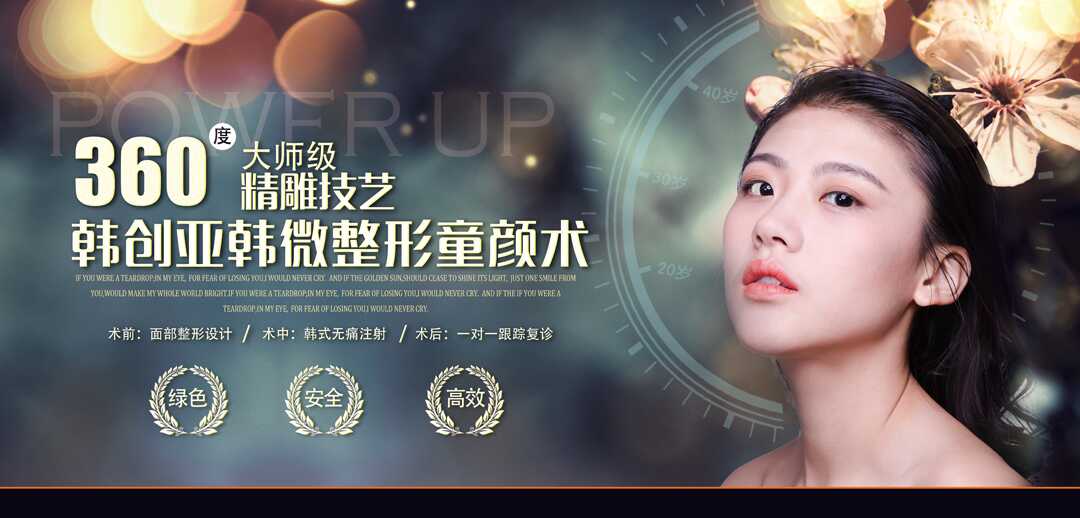 POWER UP
360度
大师级
精雕技艺
韩创亚韩微整形童颜术
IF YOU WERE A TEARDROP;IN MY EYE, FOR FEAR OF LOSING YOU,I WOULD NEVER CRY. AND IF THE GOLDEN SUN,SHOULD CEASE TO SHINE ITS LIGHT, JUST ONE SMILE FROM
YOU,WOULD MAKE MY WHOLE WORLD BRIGHT.IF YOU WERE A TEARDROP;IN MY EYE, FOR FEAR OF LOSING YOU,I WOULD NEVER CRY. AND IF THE IF YOU WERE A
TEARDROP;IN MY EYE, FOR FEAR OF LOSING YOU,I WOULD NEVER CRY.
术前：面部整形设计 / 术中：韩式无痛注射 / 术后：一对一跟踪复诊
绿色
安全
高效
40岁
30岁
20岁